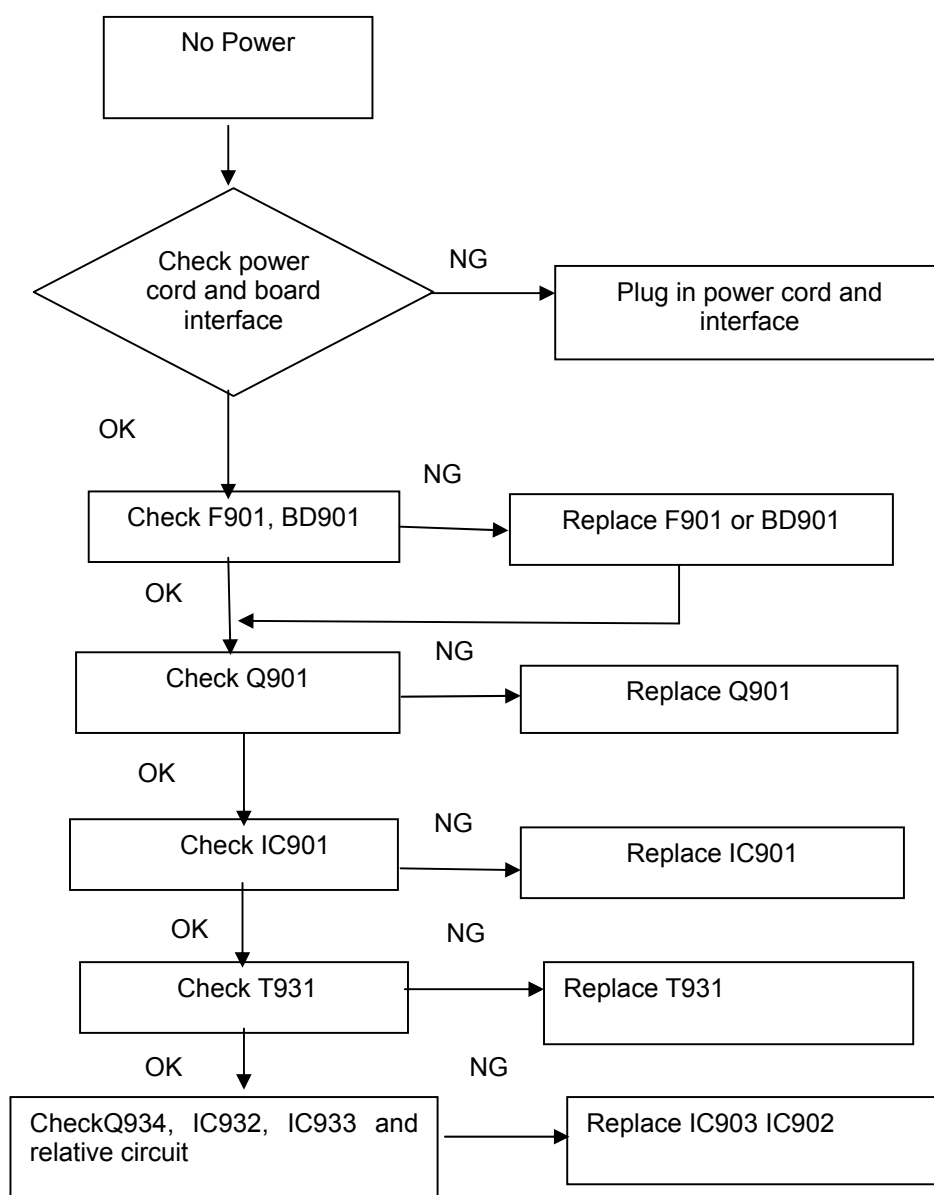 No Power
Check power
cord and board
interface
NG
Plug in power cord and
interface
OK
NG
Check F901, BD901
Replace F901 or BD901
OK
NG
Check Q901
Replace Q901
OK
NG
Check IC901
Replace IC901
OK
NG
Check T931
Replace T931
OK
NG
CheckQ934, IC932, IC933 and
relative circuit
Replace IC903 IC902